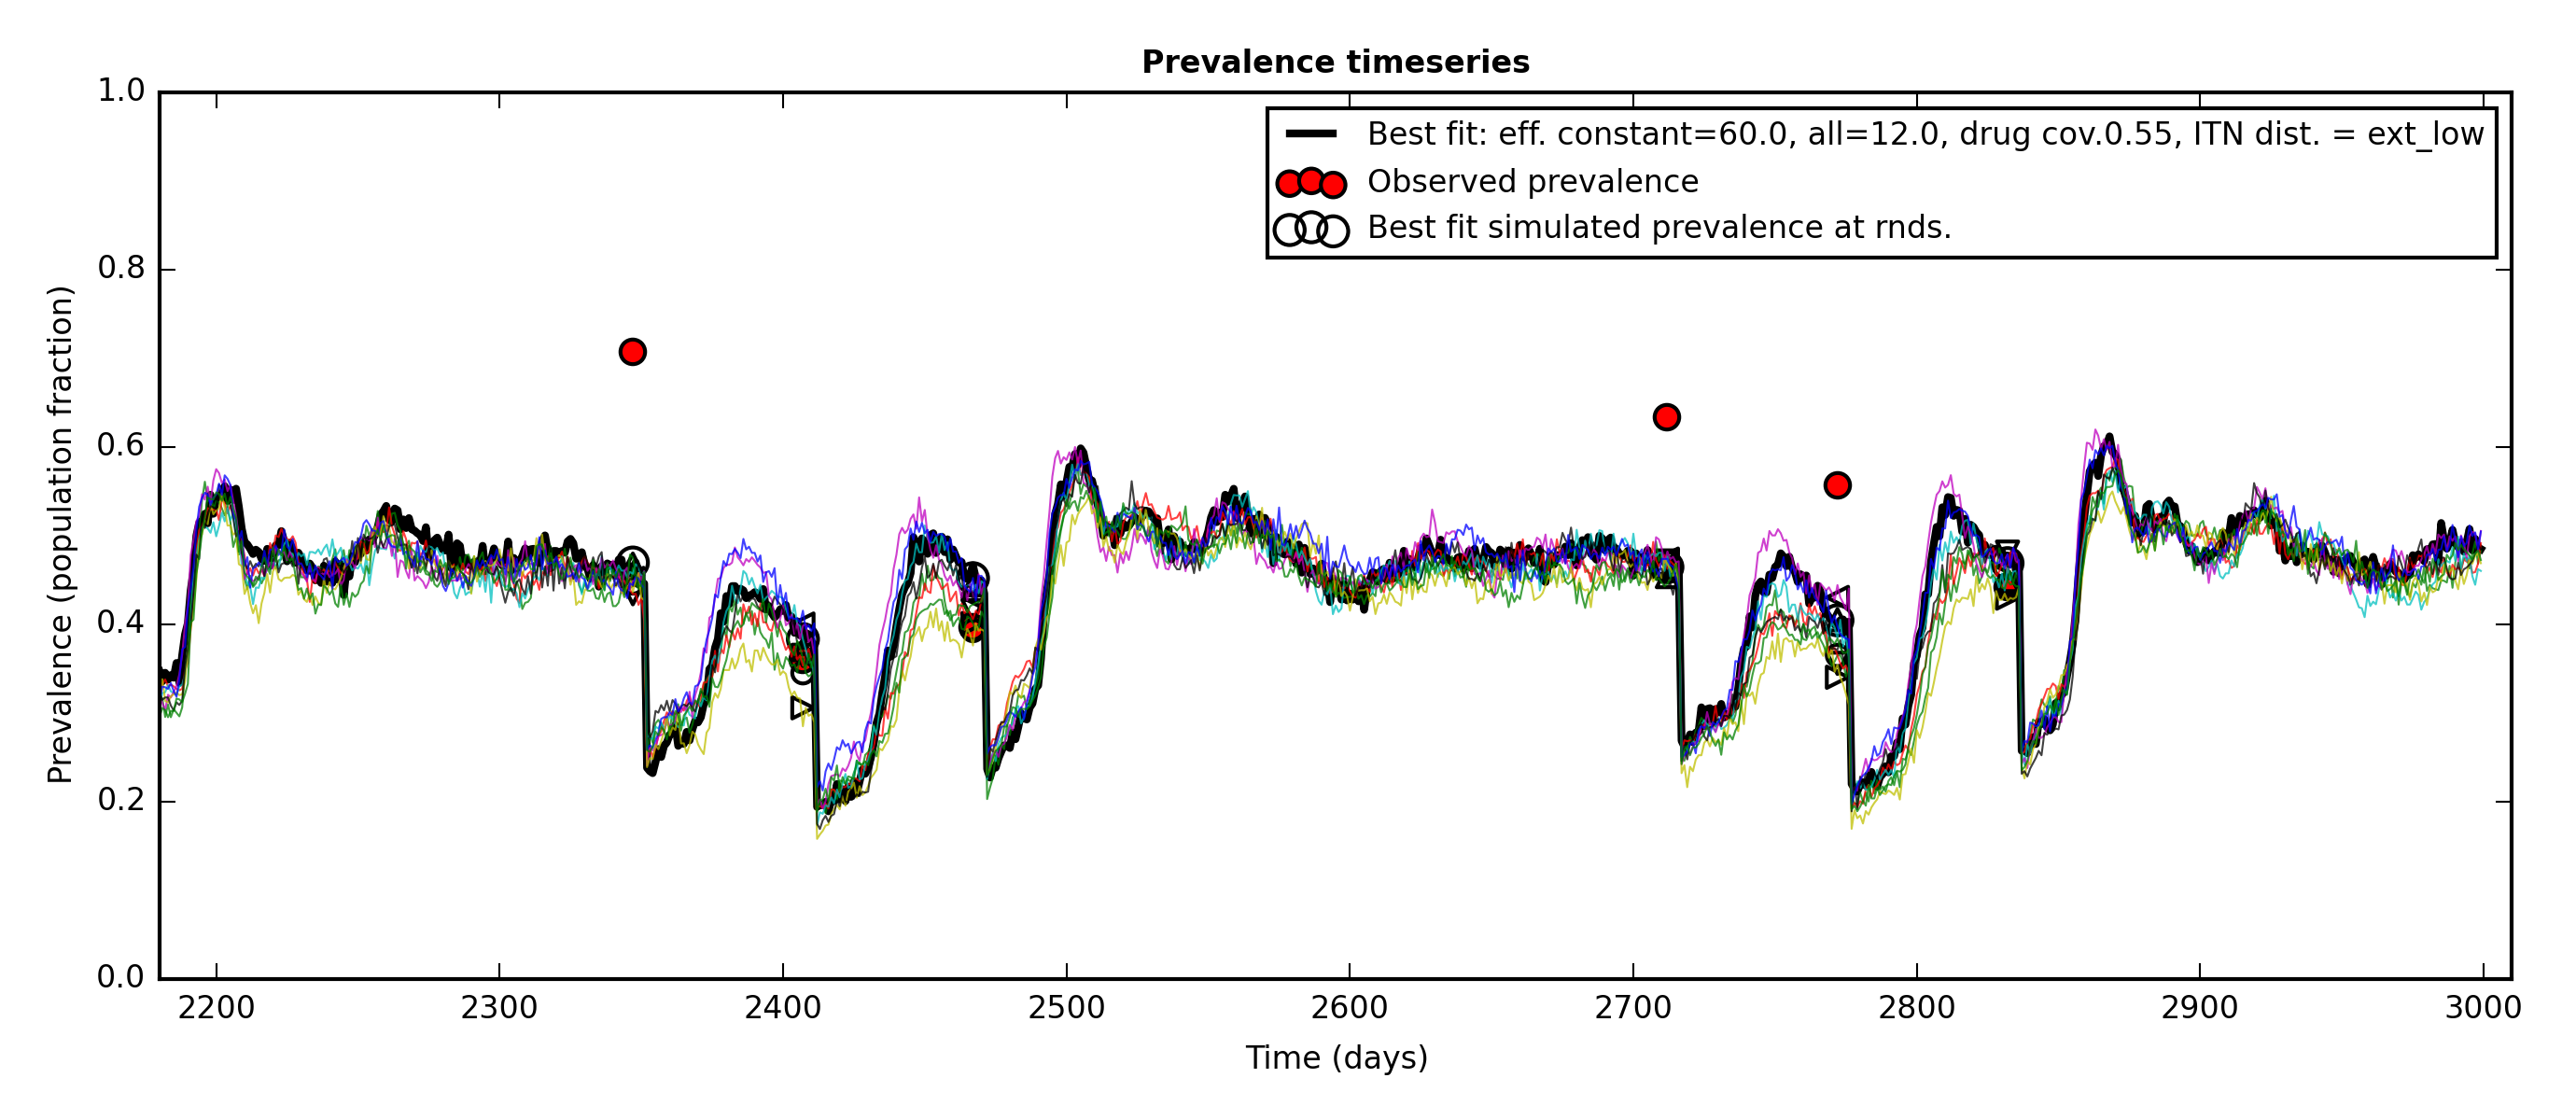 Prevalence timeseries
1.0
0.8
0.6
0.4
0.2
0.0
Prevalence (population fraction)
Best fit: eff. constant=60.0, all=12.0, drug cov.0.55, ITN dist. = ext_low
Observed prevalence
Best fit simulated prevalence at rnds.
2200 2300 2400 2500 2600 2700 2800 2900 3000
Time (days)